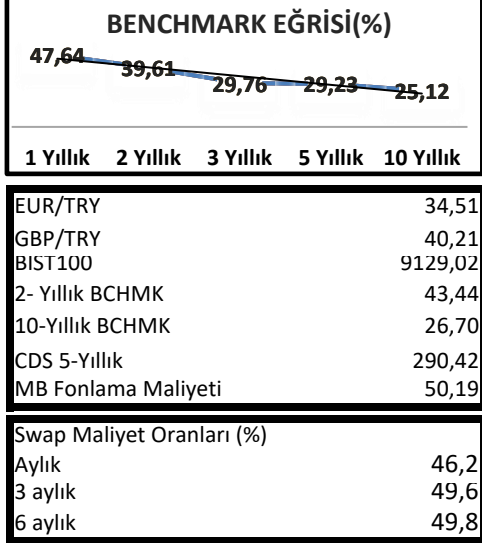 BENCHMARK EĞRİSİ(%)
47,64 39,61 29,76 29,23 25,12
1 Yıllık 2 Yıllık 3 Yıllık 5 Yıllık 10 Yıllık
EUR/TRY 34,51
GBP/TRY 40,21
BIST100 9129,02
2- Yıllık BCHMK 43,44
10-Yıllık BCHMK 26,70
CDS 5-Yıllık 290,42
MB Fonlama Maliyeti 50,19
Swap Maliyet Oranları (%)
Aylık 46,2
3 aylık 49,6
6 aylık 49,8